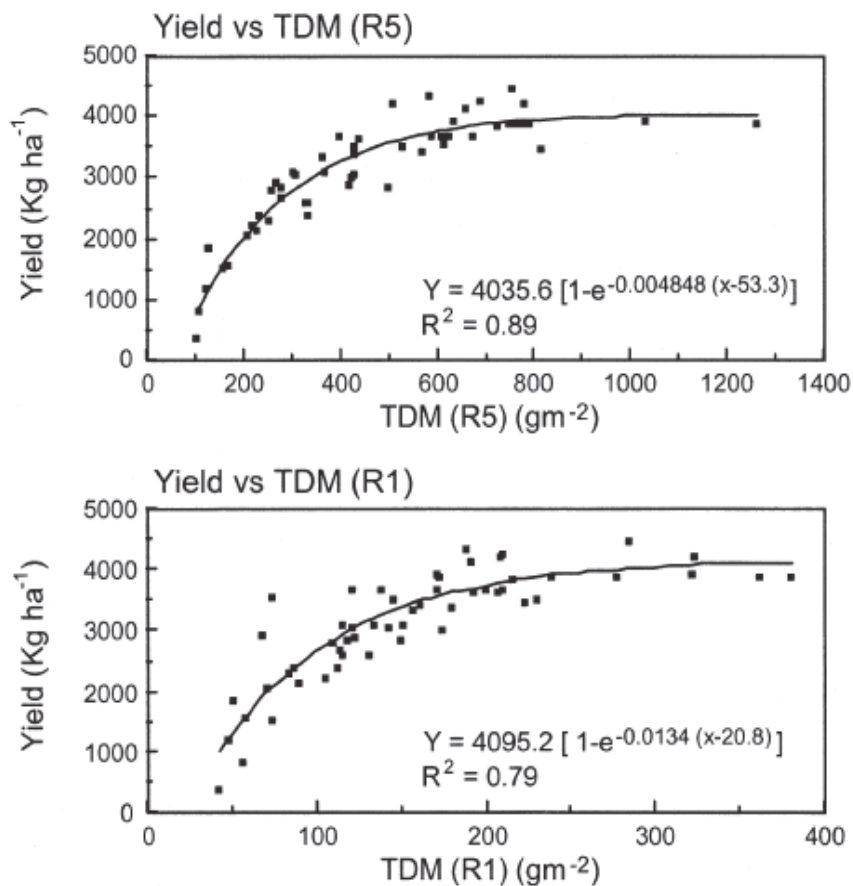 Yield vs TDM (R5)
5000
4000
3000
2000
1000
0
Yield (Kg ha-1)
Y = 4035.6 [1-e-0.004848 (x-53.3)]
R2 = 0.89
0 200 400 600 800 1000 1200 1400
TDM (R5) (gm-2)
Yield vs TDM (R1)
5000
4000
3000
2000
1000
0
Yield (Kg ha-1)
Y = 4095.2 [ 1-e-0.0134 (x-20.8)]
R2 = 0.79
0 100 200 300 400
TDM (R1) (gm-2)